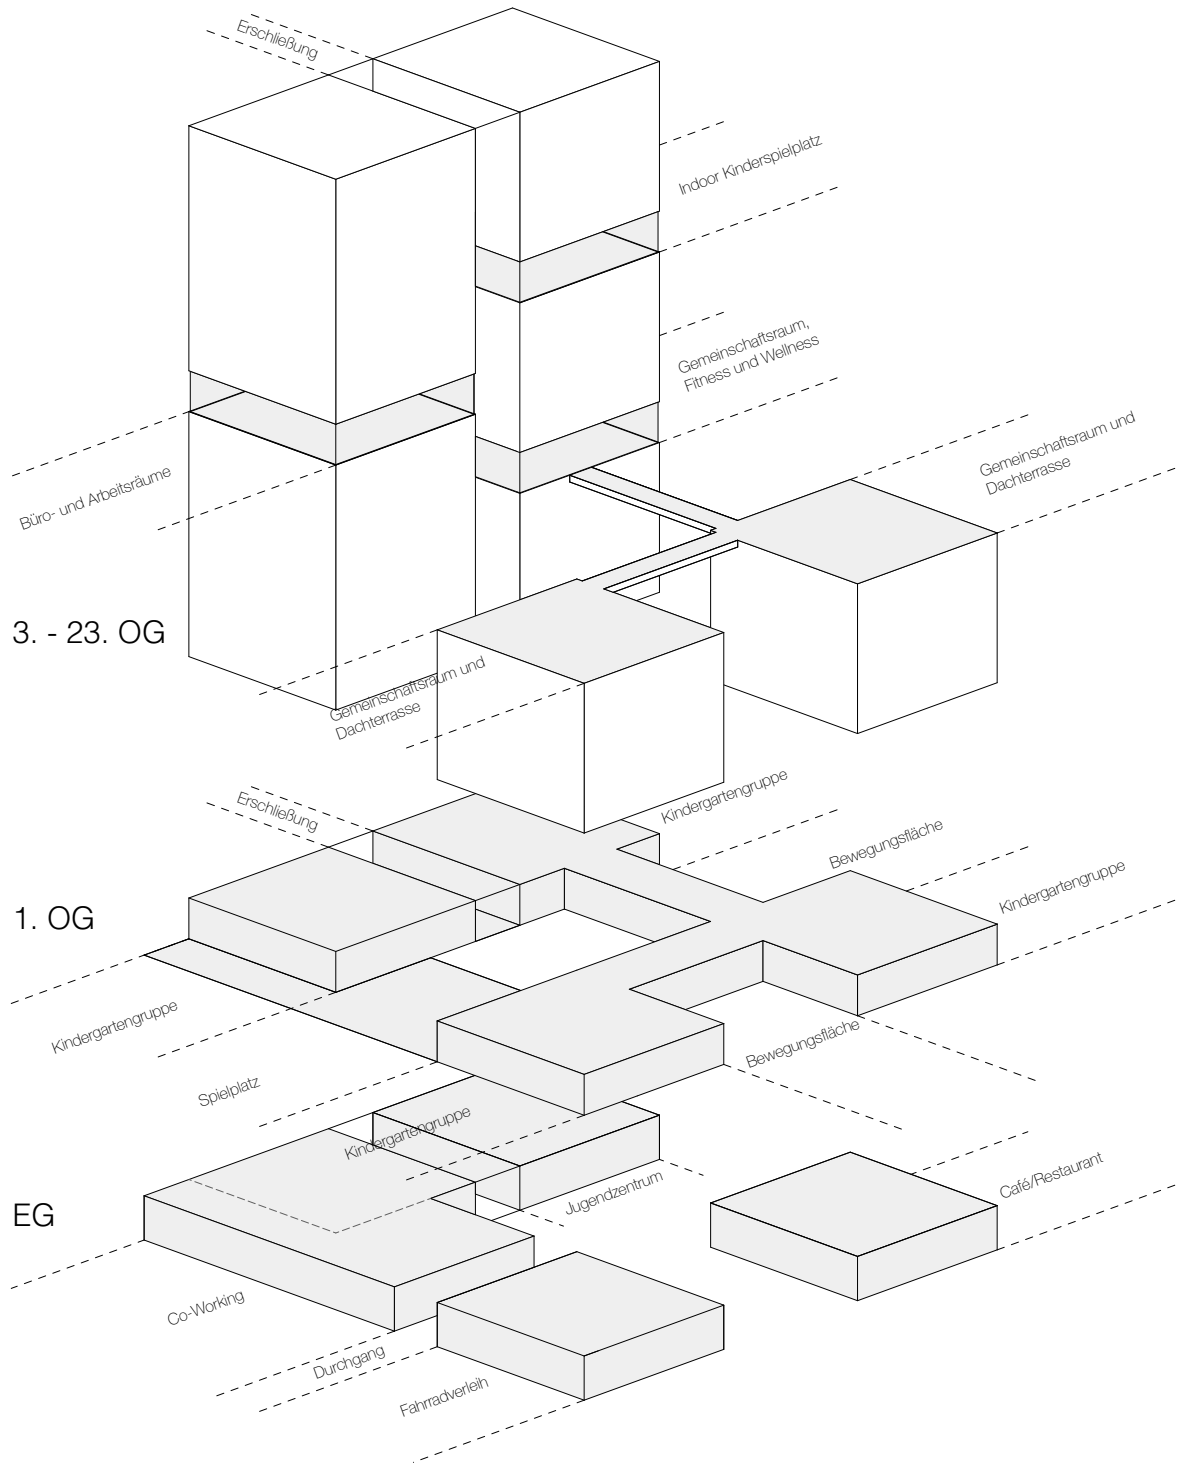 Erschließung
Indoor Kinderspielplatz
Gemeinschaftsraum,
Fitness und Wellness
Gemeinschaftsraum und
Dachterrasse
Büro- und Arbeitsräume
3. - 23. OG
Gemeinschaftsraum und
Dachterrasse
Kindergartengruppe
Erschließung
Bewegungsfläche
Kindergartengruppe
1. OG
Kindergartengruppe
Bewegungsfläche
Spielplatz
Kindergartengruppe
Jugendzentrum
Café/Restaurant
EG
Co-Working
Durchgang
Fahrradverleih